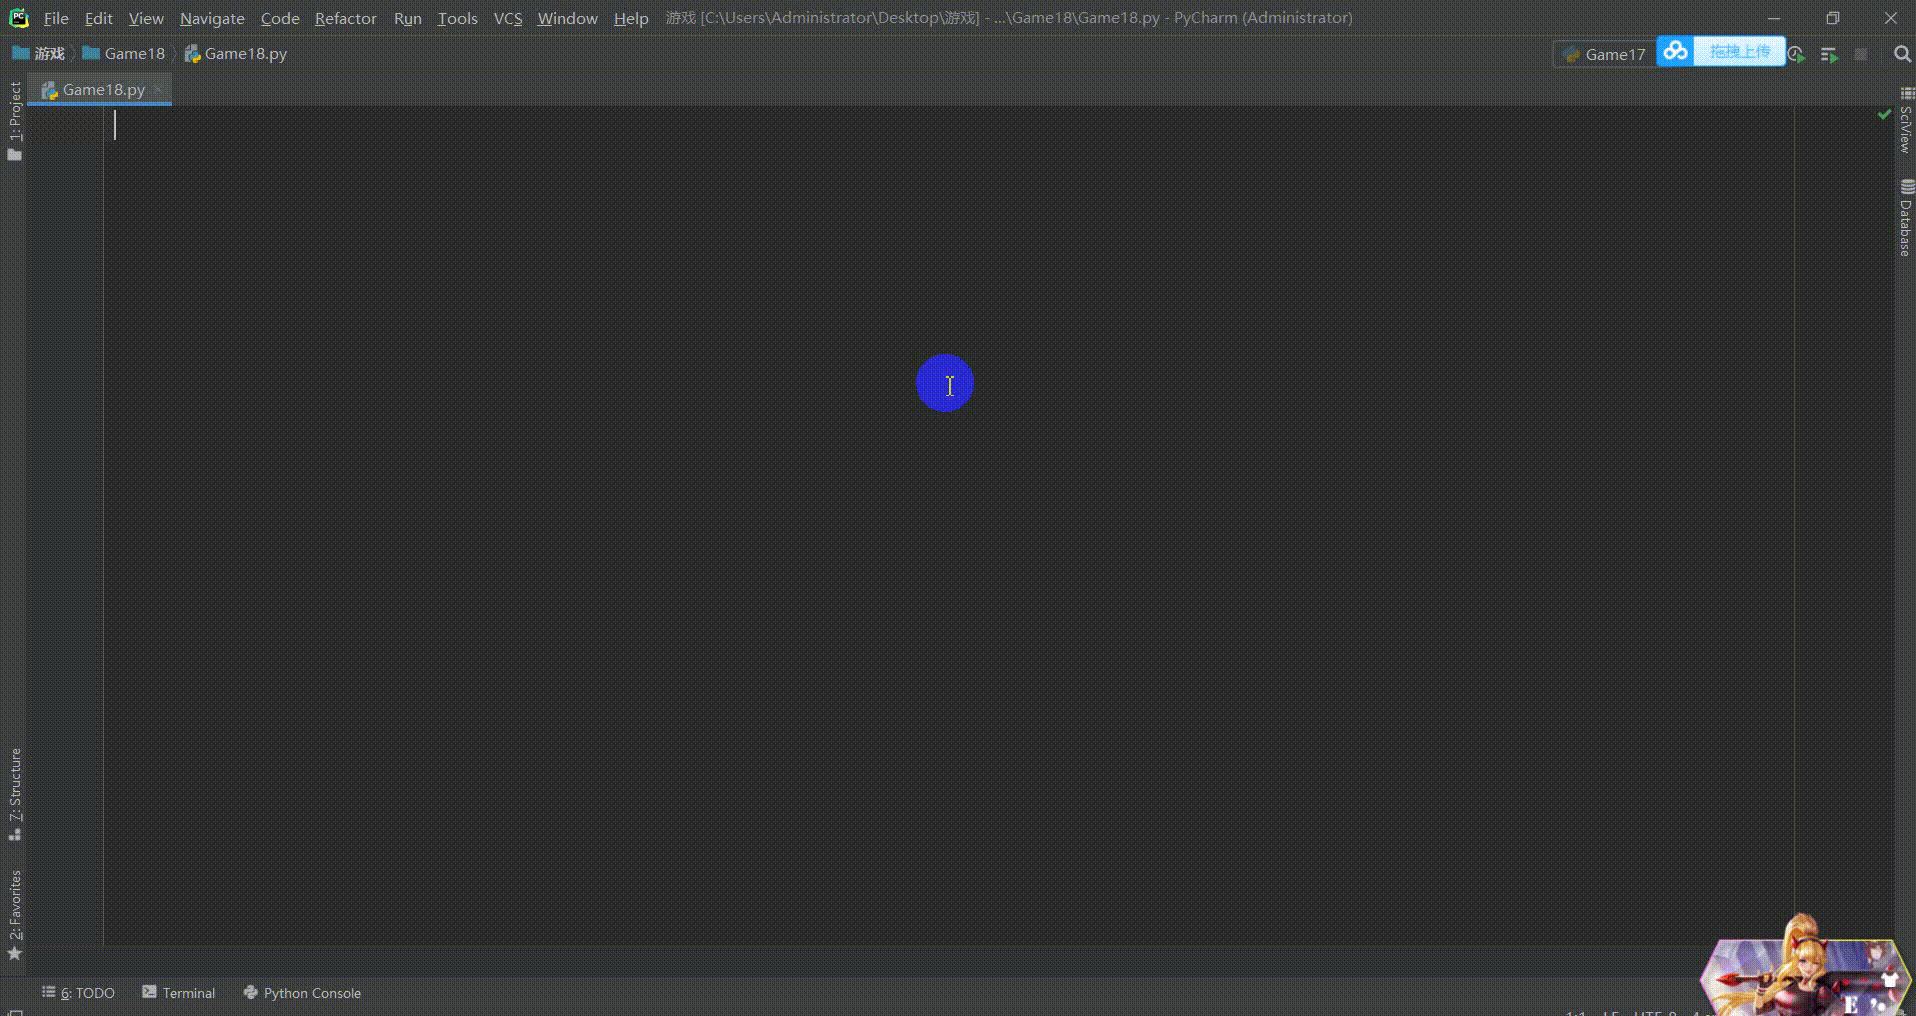 File Edit View Navigate Code Refactor Run Tools VCS Window Help 游戏 [C:\Users\Administrator\Desktop\游戏] - ...\Game18\Game18.py - PyCharm (Administrator)
游戏 Game18 Game18.py
Game17
拖拽上传
Game18.py
1: Project
SciView
Database
7: Structure
2: Favorites
6: TODO Terminal Python Console
E